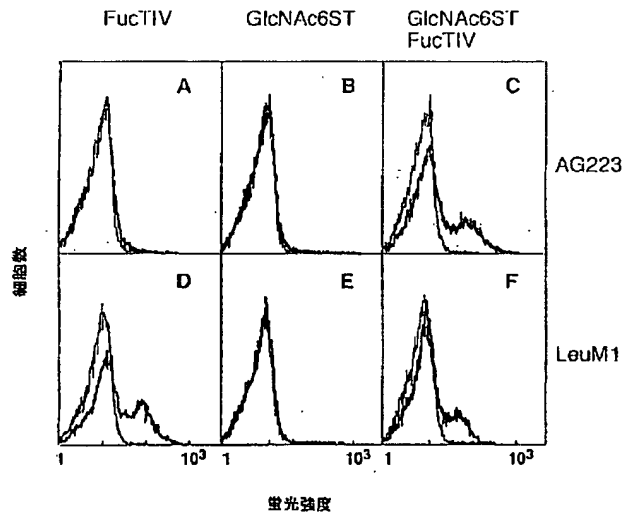 FucTIV
GlcNAc6ST
GlcNAc6ST
FucTIV
A
B
C
AG223
D
E
F
LeuM1
細胞数
1
10³
1
10³
1
10³
蛍光強度